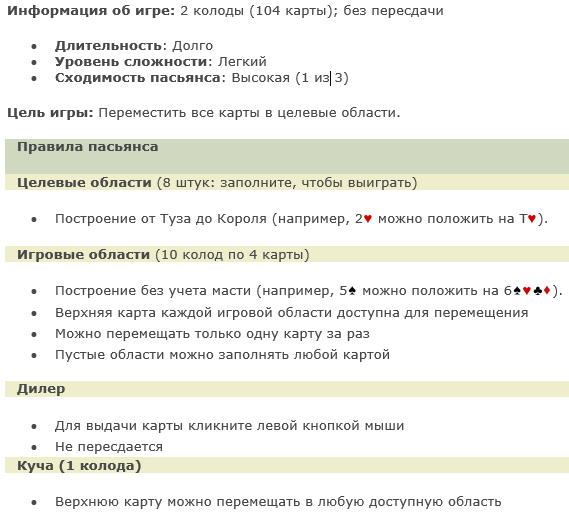 Информация об игре: 2 колоды (104 карты); без пересдачи
• Длительность: Долго
• Уровень сложности: Легкий
• Сходимость пасьянса: Высокая (1 из 3)
Цель игры: Переместить все карты в целевые области.
Правила пасьянса
Целевые области (8 штук: заполните, чтобы выиграть)
• Построение от Туза до Короля (например, 2♥ можно положить на Т♥).
Игровые области (10 колод по 4 карты)
• Построение без учета масти (например, 5♠ можно положить на 6♠♥♣♦).
• Верхняя карта каждой игровой области доступна для перемещения
• Можно перемещать только одну карту за раз
• Пустые области можно заполнять любой картой
Дилер
• Для выдачи карты кликните левой кнопкой мыши
• Не пересдается
Куча (1 колода)
• Верхнюю карту можно перемещать в любую доступную область